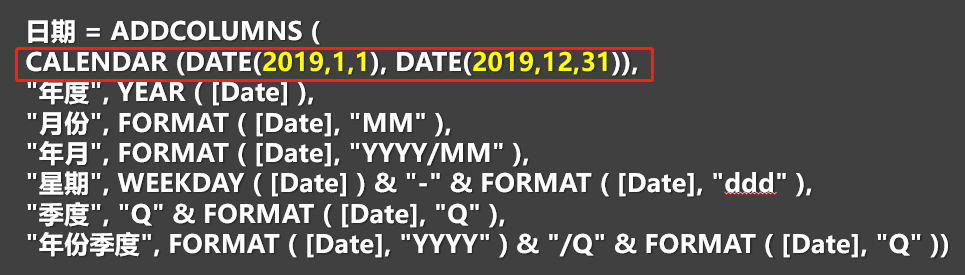 日期 = ADDCOLUMNS (
CALENDAR (DATE(2019,1,1), DATE(2019,12,31)),
"年度", YEAR ( [Date] ),
"月份", FORMAT ( [Date], "MM" ),
"年月", FORMAT ( [Date], "YYYY/MM" ),
"星期", WEEKDAY ( [Date] ) & "-" & FORMAT ( [Date], "ddd" ),
"季度", "Q" & FORMAT ( [Date], "Q" ),
"年份季度", FORMAT ( [Date], "YYYY" ) & "/Q" & FORMAT ( [Date], "Q" ))